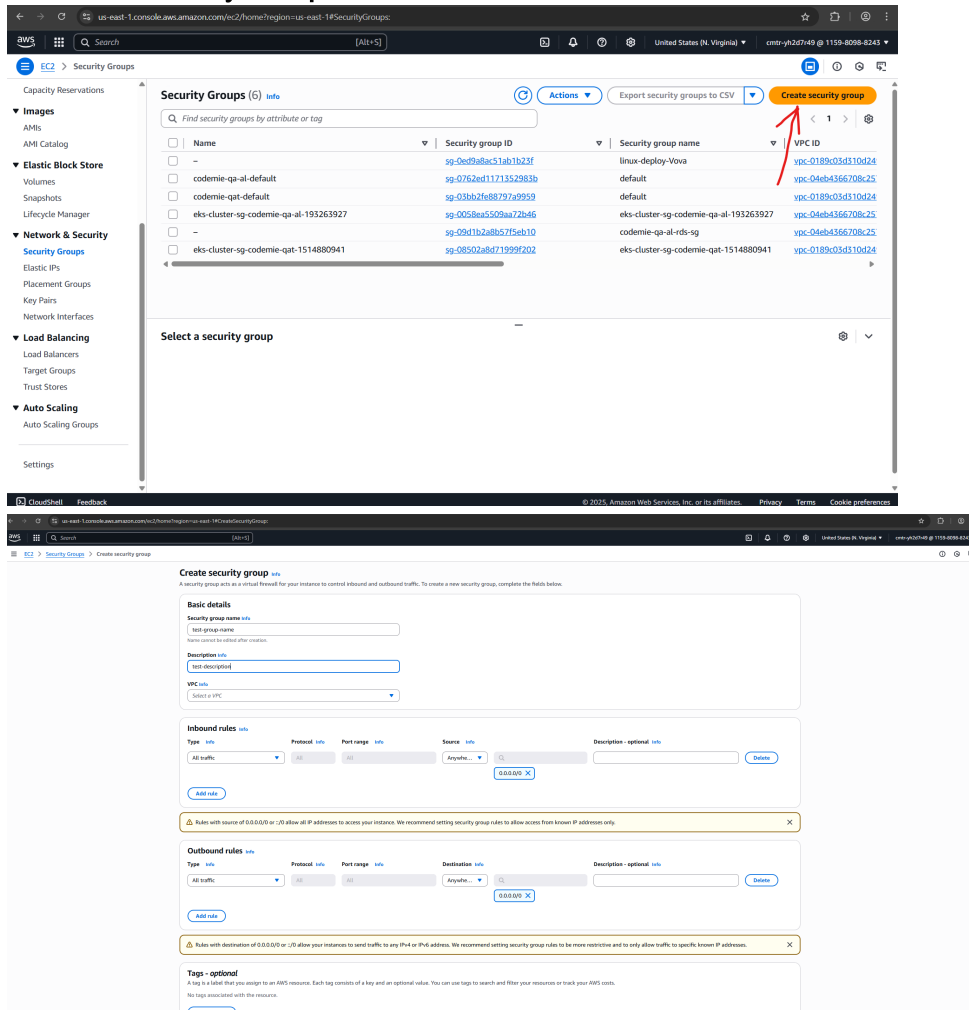 us-east-1.console.aws.amazon.com/ec2/home?region=us-east-1#SecurityGroups:
aws Search [Alt+S] United States (N. Virginia) ▼ cmtr-yh2d7r49 @ 1159-8098-8243 ▼
EC2 > Security Groups
Capacity Reservations
▼ Images
AMIs
AMI Catalog
▼ Elastic Block Store
Volumes
Snapshots
Lifecycle Manager
▼ Network & Security
Security Groups
Elastic IPs
Placement Groups
Key Pairs
Network Interfaces
▼ Load Balancing
Load Balancers
Target Groups
Trust Stores
▼ Auto Scaling
Auto Scaling Groups
Settings
Security Groups (6) Info Actions ▼ Export security groups to CSV ▼ Create security group
Find security groups by attribute or tag < 1 >
Name Security group ID Security group name VPC ID
– sg-0ed9a8ac51ab1b23f linux-deploy-Vova vpc-0189c03d310d24
codemie-qa-al-default sg-0762ed1171352983b default vpc-04eb4366708c25
codemie-qat-default sg-03bb2fe88797a9959 default vpc-0189c03d310d24
eks-cluster-sg-codemie-qa-al-193263927 sg-0058ea5509aa72b46 eks-cluster-sg-codemie-qa-al-193263927 vpc-04eb4366708c25
– sg-09d1b2a8b57f5eb10 codemie-qa-al-rds-sg vpc-04eb4366708c25
eks-cluster-sg-codemie-qat-1514880941 sg-08502a8d71999f202 eks-cluster-sg-codemie-qat-1514880941 vpc-0189c03d310d24
Select a security group
CloudShell Feedback © 2025, Amazon Web Services, Inc. or its affiliates. Privacy Terms Cookie preferences
us-east-1.console.aws.amazon.com/ec2/home?region=us-east-1#CreateSecurityGroup:
aws Search [Alt+S] United States (N. Virginia) ▼ cmtr-yh2d7r49 @ 1159-8098-824
EC2 > Security Groups > Create security group
Create security group Info
A security group acts as a virtual firewall for your instance to control inbound and outbound traffic. To create a new security group, complete the fields below.
Basic details
Security group name Info
test-group-name
Name cannot be edited after creation.
Description Info
test-description
VPC Info
Select a VPC
Inbound rules Info
Type Info Protocol Info Port range Info Source Info Description - optional Info
All traffic All All Anywhe... Delete
0.0.0.0/0 X
Add rule
Rules with source of 0.0.0.0/0 or ::/0 allow all IP addresses to access your instance. We recommend setting security group rules to allow access from known IP addresses only.
Outbound rules Info
Type Info Protocol Info Port range Info Destination Info Description - optional Info
All traffic All All Anywhe... Delete
0.0.0.0/0 X
Add rule
Rules with destination of 0.0.0.0/0 or ::/0 allow your instances to send traffic to any IPv4 or IPv6 address. We recommend setting security group rules to be more restrictive and to only allow traffic to specific known IP addresses.
Tags - optional
A tag is a label that you assign to an AWS resource. Each tag consists of a key and an optional value. You can use tags to search and filter your resources or track your AWS costs.
No tags associated with the resource.